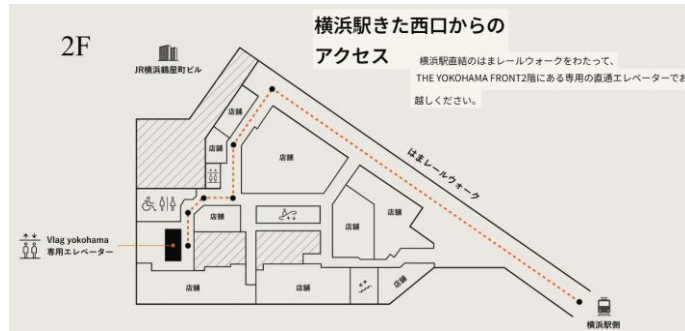 2F
JR横浜鶴屋町ビル
横浜駅きた西口からの
アクセス
横浜駅直結のはまレールウォークをわたって、
THE YOKOHAMA FRONT2階にある専用の直通エレベーターでお
越しください。
店舗
店舗
店舗
はまレールウォーク
店舗
店舗
店舗
Vlag yokohama
専用エレベーター
店舗
店舗
店舗
横浜駅側